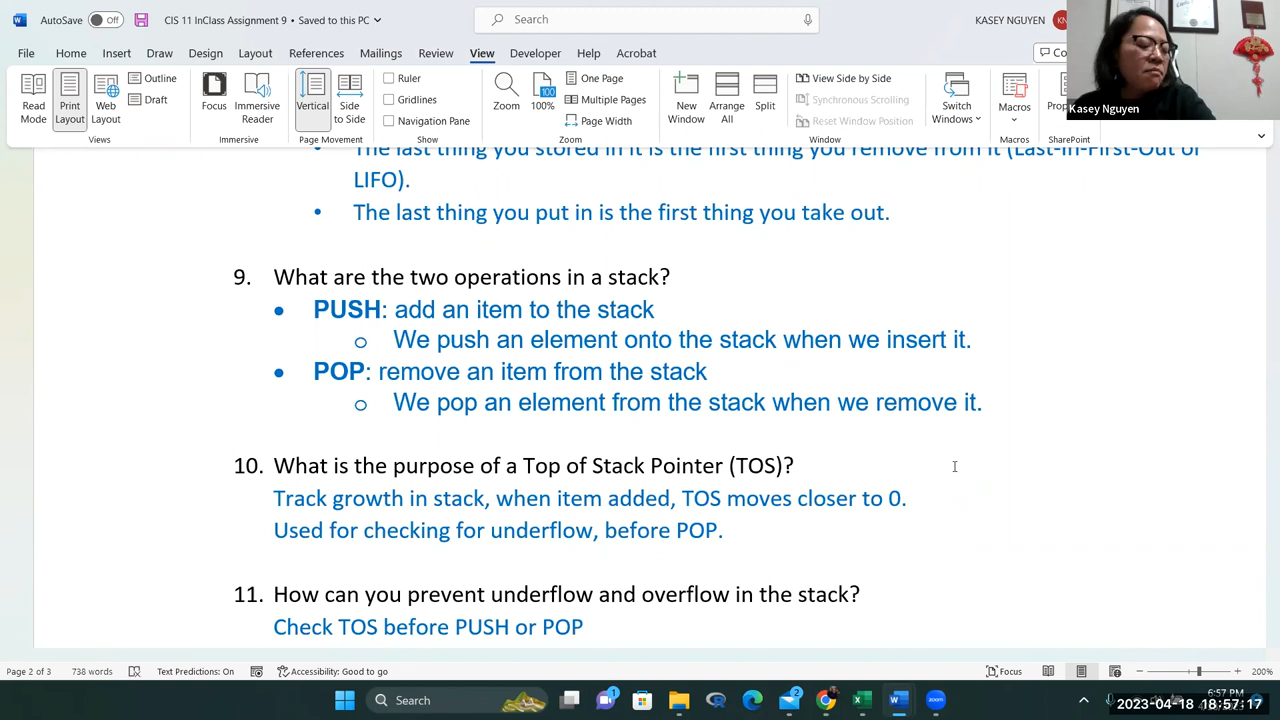 AutoSave Off CIS 11 InClass Assignment 9 • Saved to this PC Search KASEY NGUYEN
File Home Insert Draw Design Layout References Mailings Review View Developer Help Acrobat
Read Mode
Print Layout
Web Layout
Outline
Draft
Views
Focus
Immersive Reader
Immersive
Vertical
Side to Side
Page Movement
Ruler
Gridlines
Navigation Pane
Show
Zoom
100
100%
One Page
Multiple Pages
Page Width
Zoom
New Window
Arrange All
Split
View Side by Side
Synchronous Scrolling
Reset Window Position
Window
Switch Windows
Macros
Macros
SharePoint
Kasey Nguyen
• The last thing you stored in it is the first thing you remove from it (Last-In-First-Out or
LIFO).
• The last thing you put in is the first thing you take out.
9. What are the two operations in a stack?
• PUSH: add an item to the stack
o We push an element onto the stack when we insert it.
• POP: remove an item from the stack
o We pop an element from the stack when we remove it.
10. What is the purpose of a Top of Stack Pointer (TOS)?
Track growth in stack, when item added, TOS moves closer to 0.
Used for checking for underflow, before POP.
11. How can you prevent underflow and overflow in the stack?
Check TOS before PUSH or POP
Page 2 of 3 738 words Text Predictions: On Accessibility: Good to go Focus 200%
Search
1
2
6:57 PM
2023-04-18 18:57:17